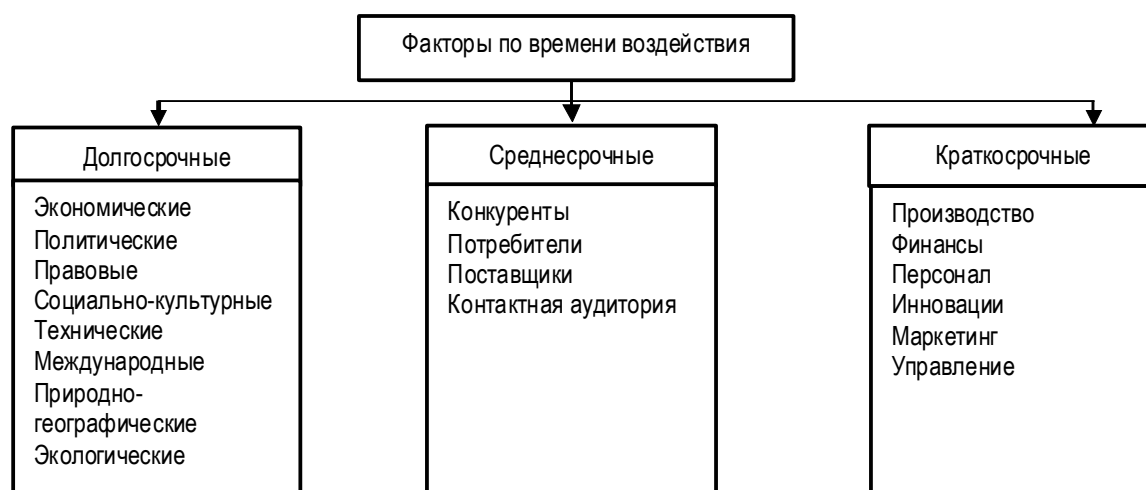 Факторы по времени воздействия
Долгосрочные
Экономические
Политические
Правовые
Социально-культурные
Технические
Международные
Природно-
географические
Экологические
Среднесрочные
Конкуренты
Потребители
Поставщики
Контактная аудитория
Краткосрочные
Производство
Финансы
Персонал
Инновации
Маркетинг
Управление